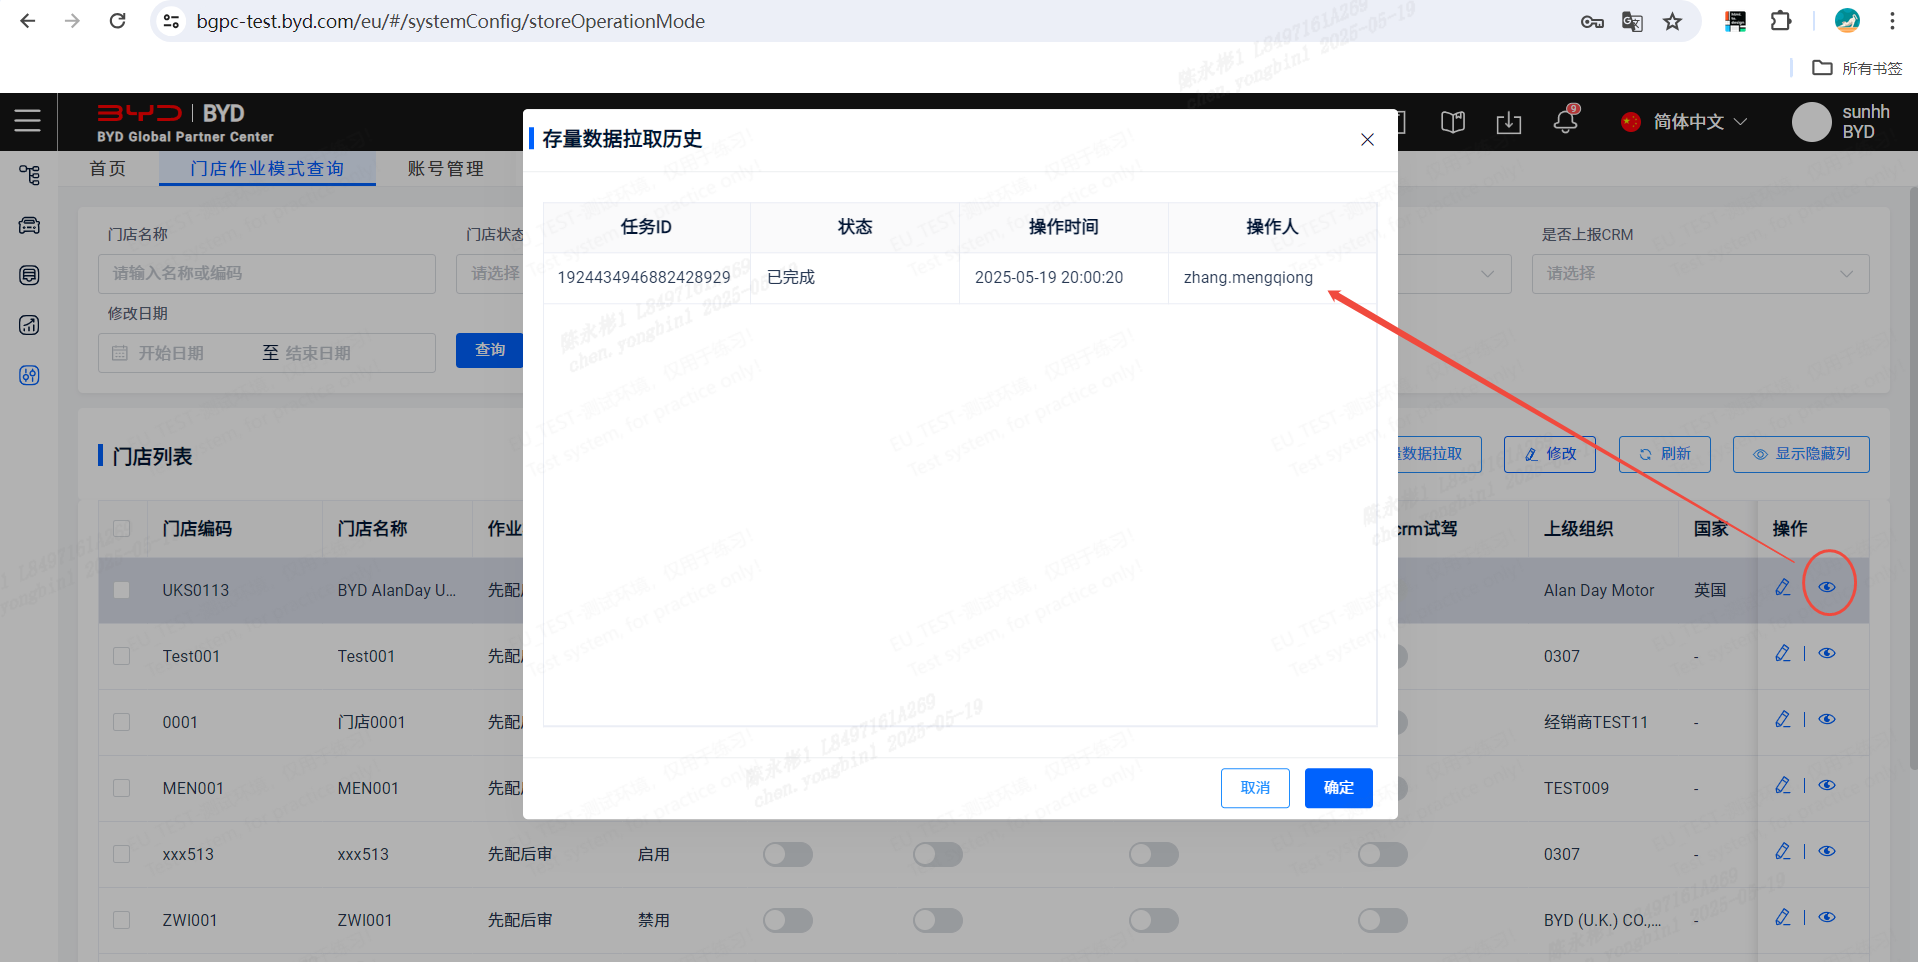 bgpc-test.byd.com/eu/#/systemConfig/storeOperationMode
所有书签
BYD | BYD
BYD Global Partner Center
9
简体中文
sunhh
BYD
首页
门店作业模式查询
账号管理
门店名称
门店状态
是否上报CRM
请输入名称或编码
请选择
请选择
修改日期
开始日期 至 结束日期
查询
门店列表
量数据拉取
修改
刷新
显示隐藏列
门店编码 门店名称 作业 crm试驾 上级组织 国家 操作
UKS0113 BYD AlanDay U... 先配 Alan Day Motor 英国
Test001 Test001 先配 0307 -
0001 门店0001 先配 经销商TEST11 -
MEN001 MEN001 先配 TEST009 -
xxx513 xxx513 先配后审 启用 0307 -
ZWI001 ZWI001 先配后审 禁用 BYD (U.K.) CO.,... -
存量数据拉取历史
任务ID 状态 操作时间 操作人
1924434946882428929 已完成 2025-05-19 20:00:20 zhang.mengqiong
取消
确定
陈永彬1 L8497161A269
chen.yongbin1 2025-05-19
EU_TEST-测试环境，仅用于练习!
Test system, for practice only!